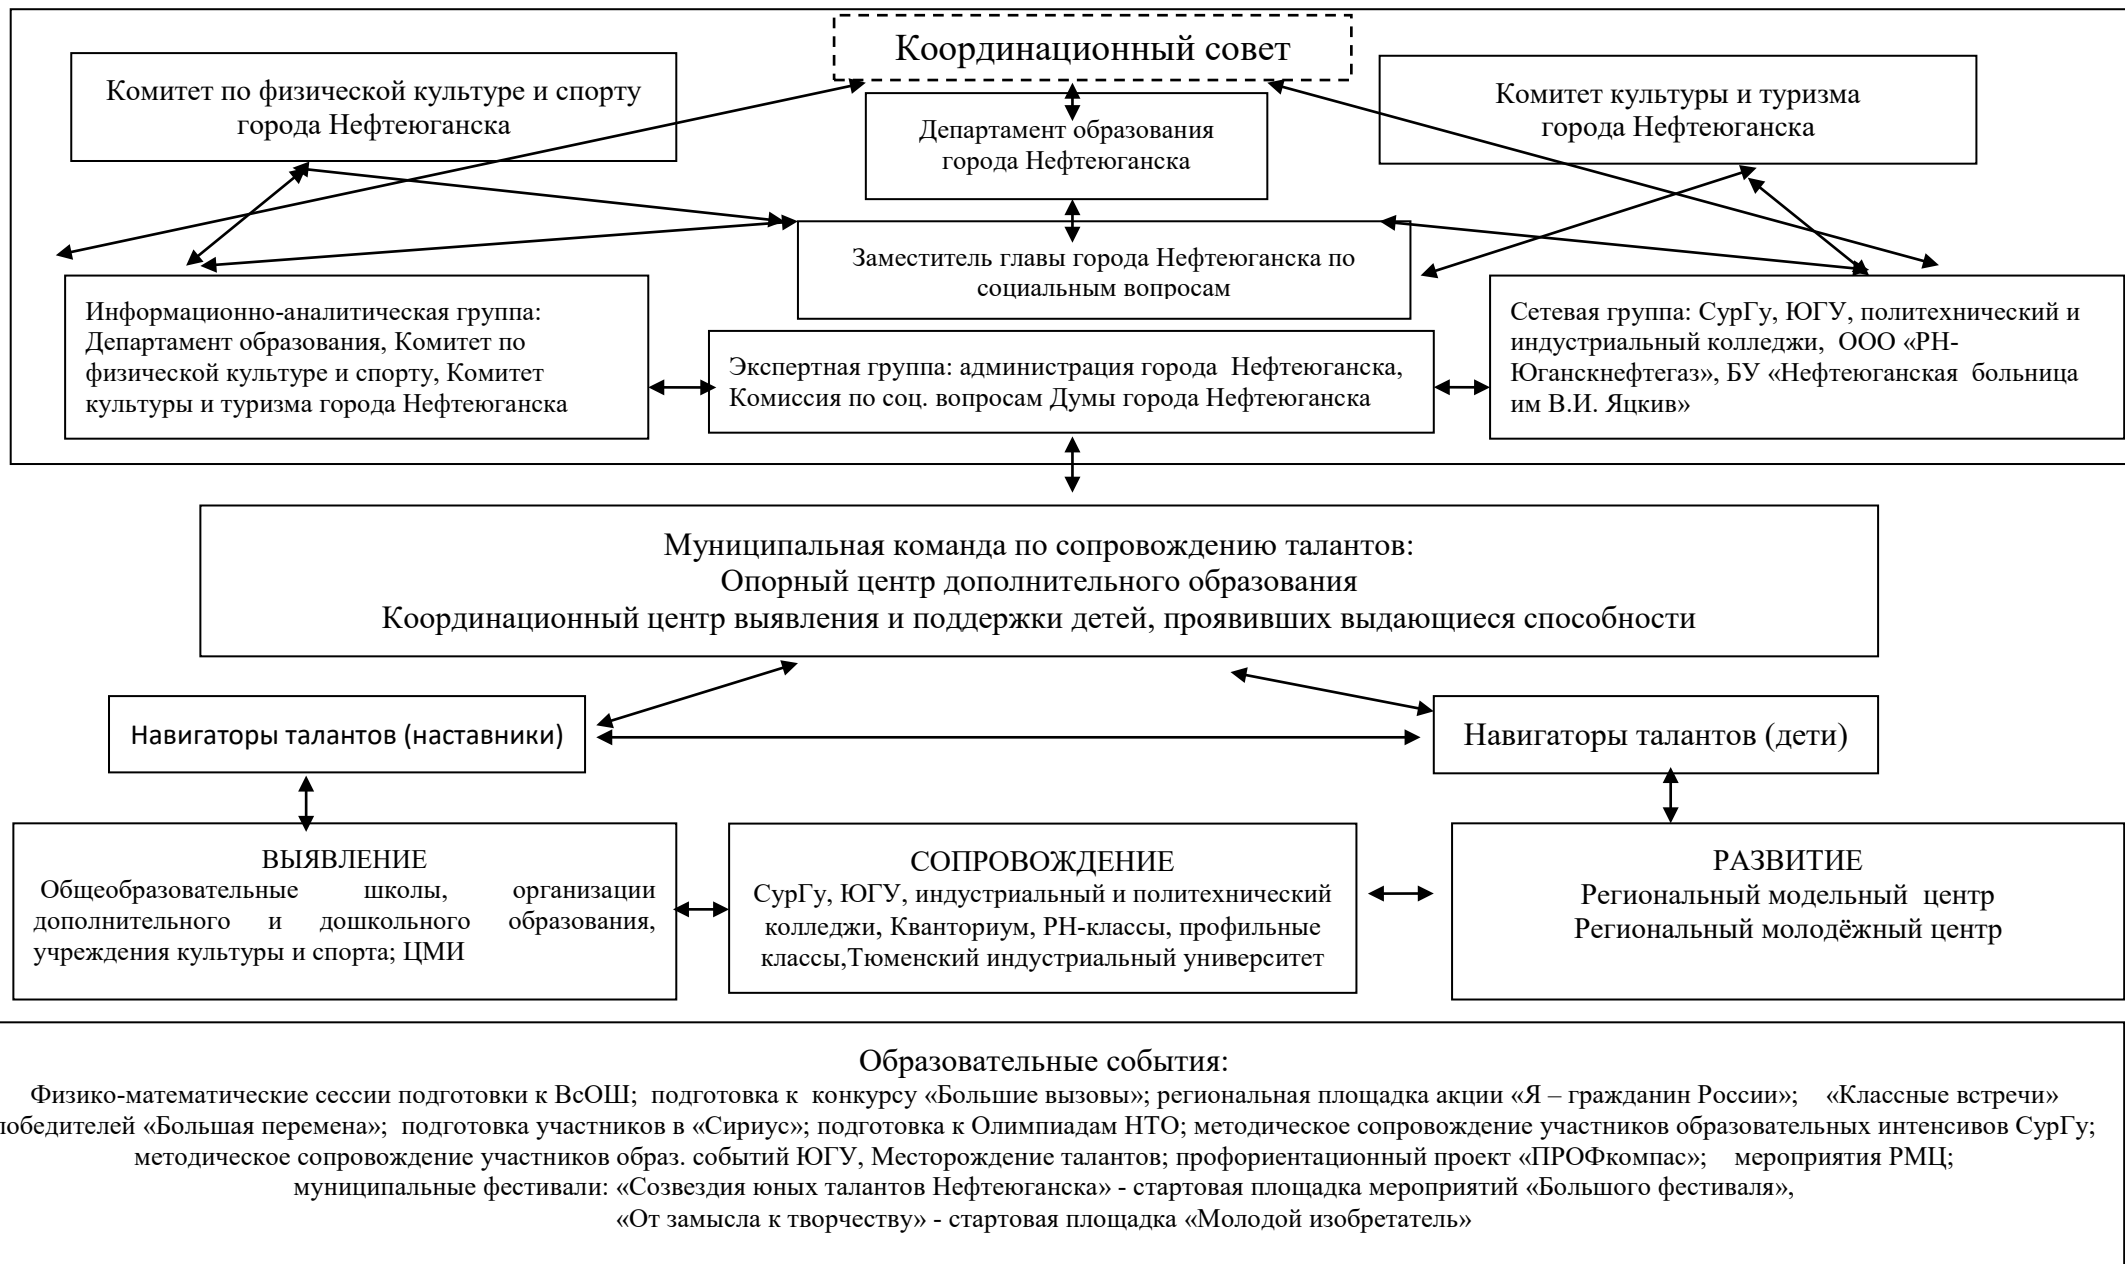 Координационный совет
Комитет по физической культуре и спорту
города Нефтеюганска
Департамент образования
города Нефтеюганска
Комитет культуры и туризма
города Нефтеюганска
Заместитель главы города Нефтеюганска по
социальным вопросам
Информационно-аналитическая группа:
Департамент образования, Комитет по
физической культуре и спорту, Комитет
культуры и туризма города Нефтеюганска
Экспертная группа: администрация города Нефтеюганска,
Комиссия по соц. вопросам Думы города Нефтеюганска
Сетевая группа: СурГу, ЮГУ, политехнический и
индустриальный колледжи, ООО «РН-
Юганскнефтегаз», БУ «Нефтеюганская больница
им В.И. Яцкив»
Муниципальная команда по сопровождению талантов:
Опорный центр дополнительного образования
Координационный центр выявления и поддержки детей, проявивших выдающиеся способности
Навигаторы талантов (наставники)
Навигаторы талантов (дети)
ВЫЯВЛЕНИЕ
Общеобразовательные школы, организации
дополнительного и дошкольного образования,
учреждения культуры и спорта; ЦМИ
СОПРОВОЖДЕНИЕ
СурГу, ЮГУ, индустриальный и политехнический
колледжи, Кванториум, РН-классы, профильные
классы,Тюменский индустриальный университет
РАЗВИТИЕ
Региональный модельный центр
Региональный молодёжный центр
Образовательные события:
Физико-математические сессии подготовки к ВсОШ; подготовка к конкурсу «Большие вызовы»; региональная площадка акции «Я – гражданин России»; «Классные встречи»
победителей «Большая перемена»; подготовка участников в «Сириус»; подготовка к Олимпиадам НТО; методическое сопровождение участников образовательных интенсивов СурГу;
методическое сопровождение участников образ. событий ЮГУ, Месторождение талантов; профориентационный проект «ПРОФкомпас»; мероприятия РМЦ;
муниципальные фестивали: «Созвездия юных талантов Нефтеюганска» - стартовая площадка мероприятий «Большого фестиваля»,
«От замысла к творчеству» - стартовая площадка «Молодой изобретатель»